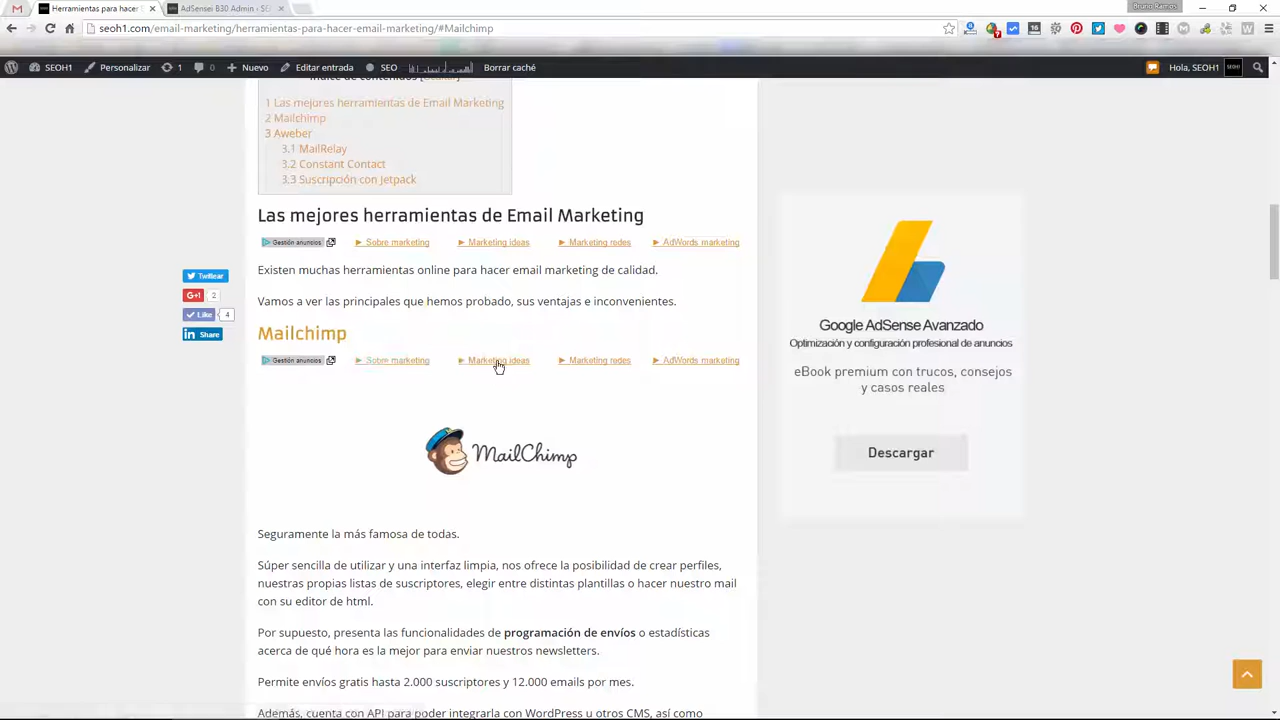 Herramientas para hacer
AdSensei B30 Admin ‹ SE
Bruno Ramos
seoh1.com/email-marketing/herramientas-para-hacer-email-marketing/#Mailchimp
SEOH1 Personalizar 1 0 Nuevo Editar entrada SEO Borrar caché Hola, SEOH1
1 Las mejores herramientas de Email Marketing
2 Mailchimp
3 Aweber
3.1 MailRelay
3.2 Constant Contact
3.3 Suscripción con Jetpack
Las mejores herramientas de Email Marketing
Gestión anuncios ► Sobre marketing ► Marketing ideas ► Marketing redes ► AdWords marketing
Existen muchas herramientas online para hacer email marketing de calidad.
Vamos a ver las principales que hemos probado, sus ventajas e inconvenientes.
Twittear
G+1 2
Like 4
Share
Mailchimp
Gestión anuncios ► Sobre marketing ► Marketing ideas ► Marketing redes ► AdWords marketing
MailChimp
Seguramente la más famosa de todas.
Súper sencilla de utilizar y una interfaz limpia, nos ofrece la posibilidad de crear perfiles,
nuestras propias listas de suscriptores, elegir entre distintas plantillas o hacer nuestro mail
con su editor de html.
Por supuesto, presenta las funcionalidades de programación de envíos o estadísticas
acerca de qué hora es la mejor para enviar nuestros newsletters.
Permite envíos gratis hasta 2.000 suscriptores y 12.000 emails por mes.
Además, cuenta con API para poder integrarla con WordPress u otros CMS, así como
Google AdSense Avanzado
Optimización y configuración profesional de anuncios
eBook premium con trucos, consejos
y casos reales
Descargar